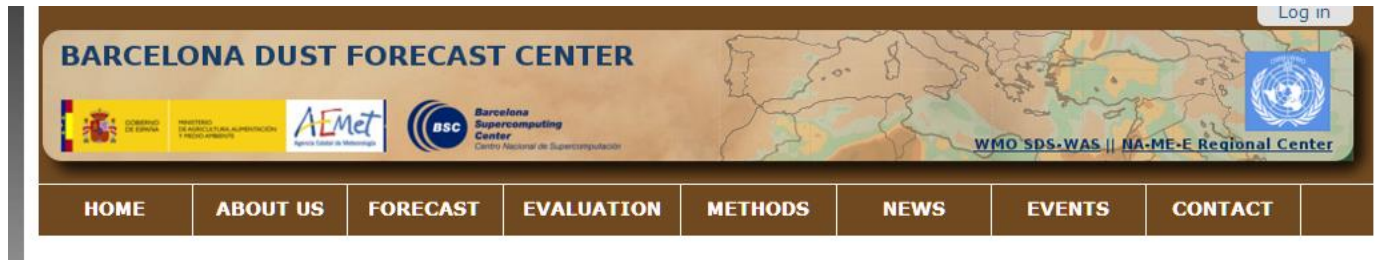 Log in
BARCELONA DUST FORECAST CENTER
GOBIERNO
DE ESPAÑA
MINISTERIO
DE AGRICULTURA, ALIMENTACIÓN
Y MEDIO AMBIENTE
AEMet
Agencia Estatal de Meteorología
BSC
Barcelona
Supercomputing
Center
Centro Nacional de Supercomputación
WMO SDS-WAS || NA-ME-E Regional Center
HOME ABOUT US FORECAST EVALUATION METHODS NEWS EVENTS CONTACT